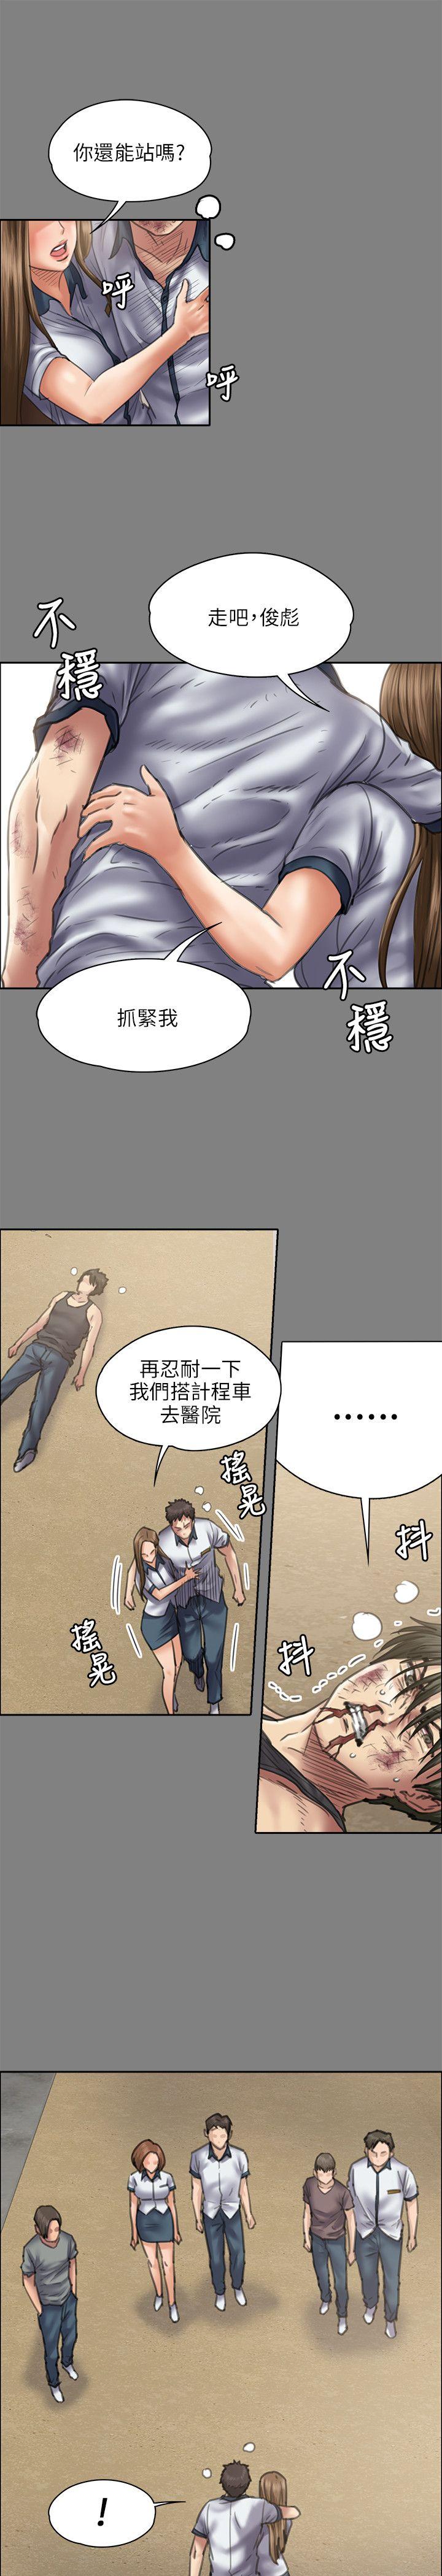 你還能站嗎?
呼
呼
走吧,俊彪
不穩
抓緊我
不穩
再忍耐一下
我們搭計程車
去醫院
搖晃
搖晃
......
抖
抖
!